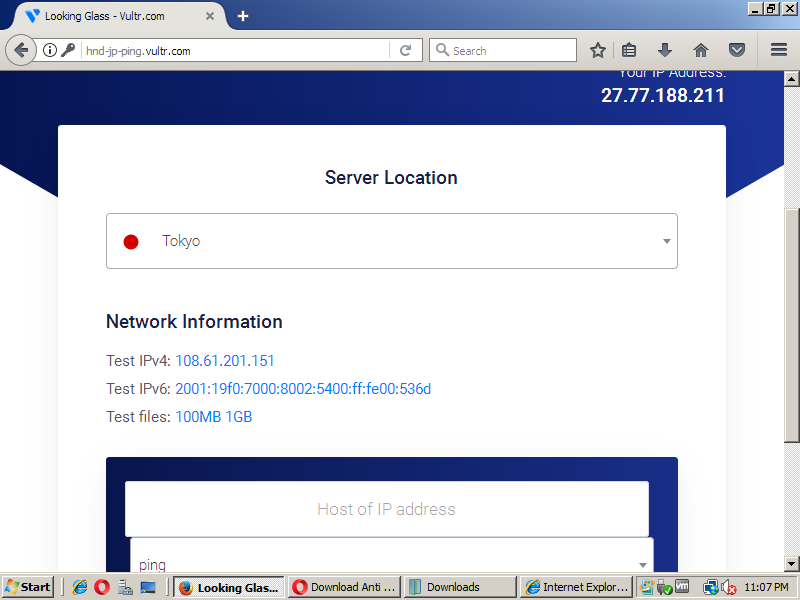 Looking Glass - Vultr.com
hnd-jp-ping.vultr.com
Search
Your IP Address:
27.77.188.211
Server Location
Tokyo
Network Information
Test IPv4: 108.61.201.151
Test IPv6: 2001:19f0:7000:8002:5400:ff:fe00:536d
Test files: 100MB 1GB
Host of IP address
ping
Start
Looking Glas...
Download Anti ...
Downloads
Internet Explor...
11:07 PM